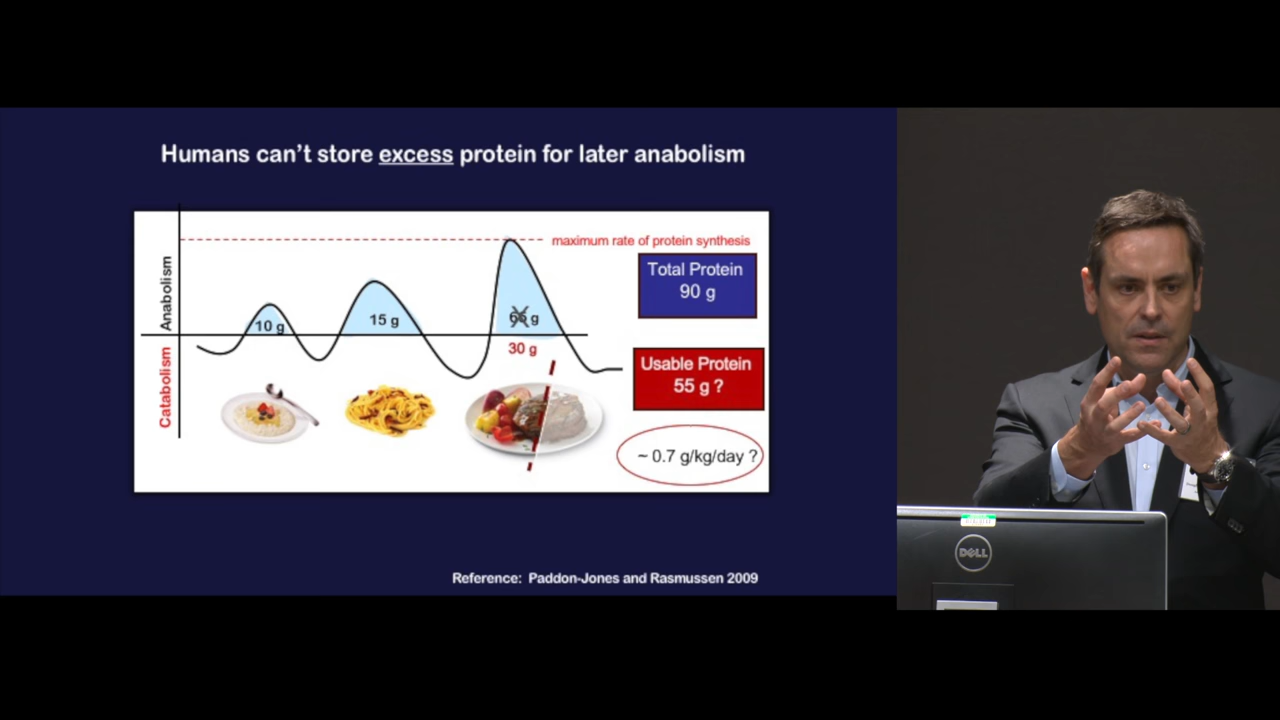 Humans can't store excess protein for later anabolism
maximum rate of protein synthesis
Anabolism
Catabolism
10 g
15 g
65 g
30 g
Total Protein
90 g
Usable Protein
55 g ?
~ 0.7 g/kg/day ?
Reference: Paddon-Jones and Rasmussen 2009
DELL